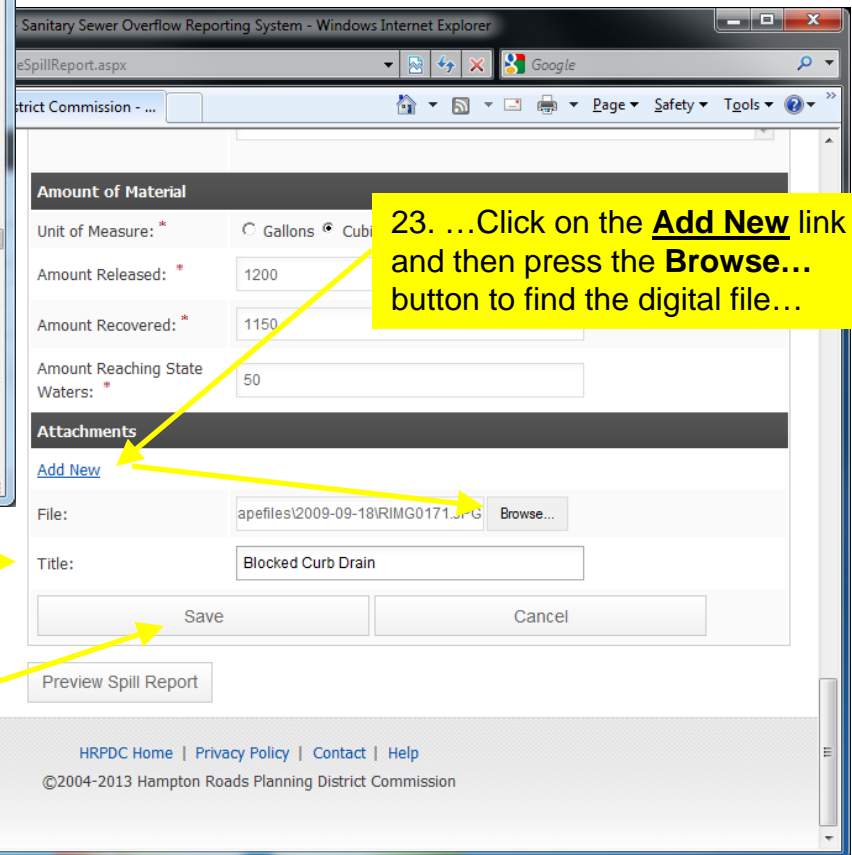 Sanitary Sewer Overflow Reporting System - Windows Internet Explorer
eSpillReport.aspx
Google
strict Commission - ...
Page Safety Tools
Amount of Material
Unit of Measure: * Gallons
23. …Click on the Add New link
and then press the Browse…
button to find the digital file…
Amount Released: * 1200
Amount Recovered: * 1150
Amount Reaching State
Waters: * 50
Attachments
Add New
File: apefiles\2009-09-18\RIMG0171.JPG Browse...
Title: Blocked Curb Drain
Save Cancel
Preview Spill Report
HRPDC Home | Privacy Policy | Contact | Help
©2004-2013 Hampton Roads Planning District Commission